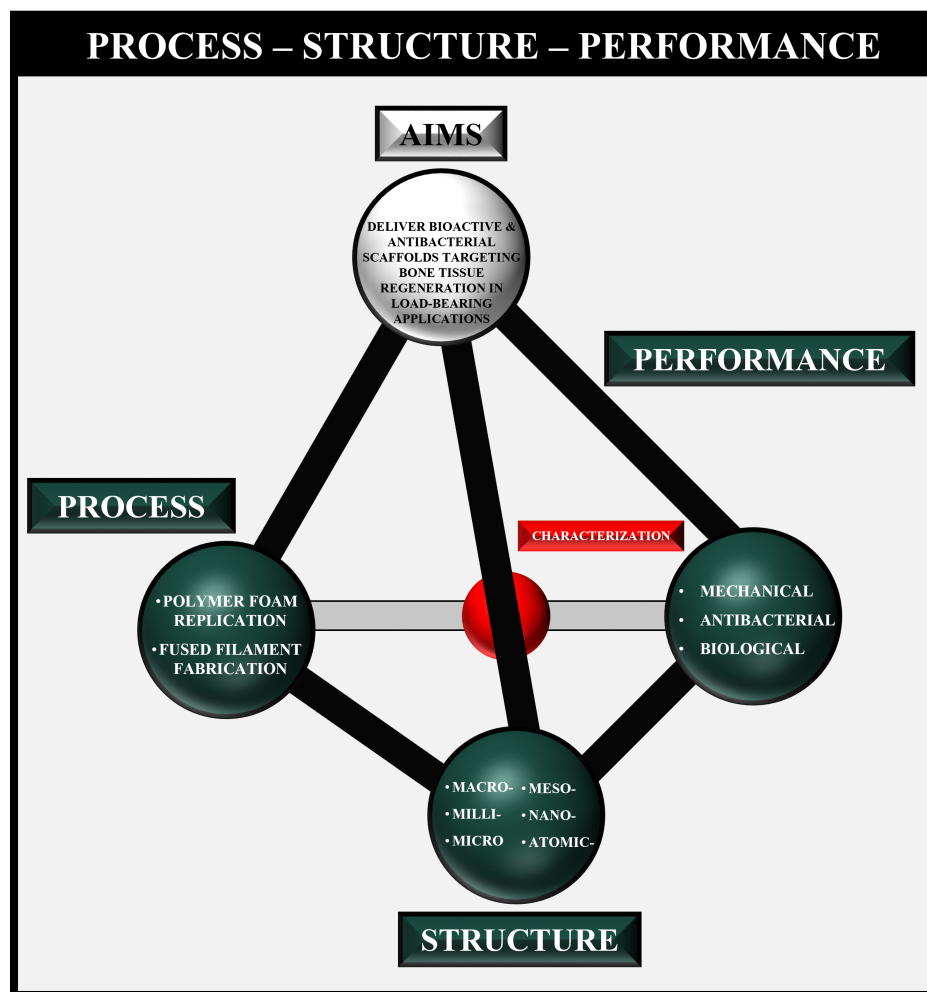 PROCESS – STRUCTURE – PERFORMANCE
AIMS
DELIVER BIOACTIVE &
ANTIBACTERIAL
SCAFFOLDS TARGETING
BONE TISSUE
REGENERATION IN
LOAD-BEARING
APPLICATIONS
PERFORMANCE
PROCESS
CHARACTERIZATION
• POLYMER FOAM
REPLICATION
• FUSED FILAMENT
FABRICATION
• MECHANICAL
• ANTIBACTERIAL
• BIOLOGICAL
• MACRO- • MESO-
• MILLI- • NANO-
• MICRO • ATOMIC-
STRUCTURE